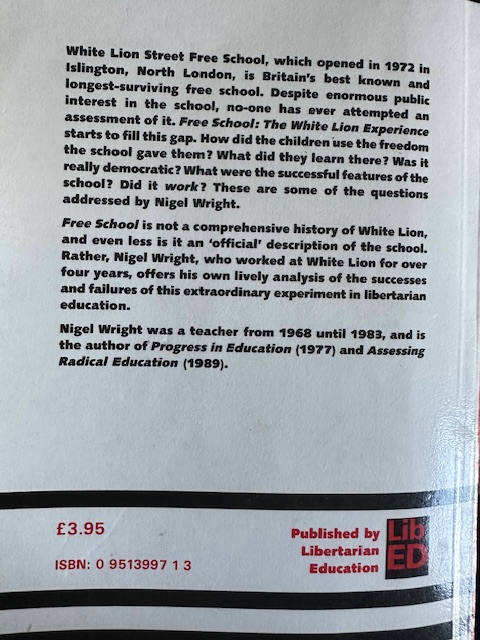 White Lion Street Free School, which opened in 1972 in
Islington, North London, is Britain's best known and
longest-surviving free school. Despite enormous public
interest in the school, no-one has ever attempted an
assessment of it. Free School: The White Lion Experience
starts to fill this gap. How did the children use the freedom
the school gave them? What did they learn there? Was it
really democratic? What were the successful features of the
school? Did it work? These are some of the questions
addressed by Nigel Wright.
Free School is not a comprehensive history of White Lion,
and even less is it an 'official' description of the school.
Rather, Nigel Wright, who worked at White Lion for over
four years, offers his own lively analysis of the successes
and failures of this extraordinary experiment in libertarian
education.
Nigel Wright was a teacher from 1968 until 1983, and is
the author of Progress in Education (1977) and Assessing
Radical Education (1989).
£3.95
ISBN: 0 9513997 1 3
Published by
Libertarian
Education
Lib
ED